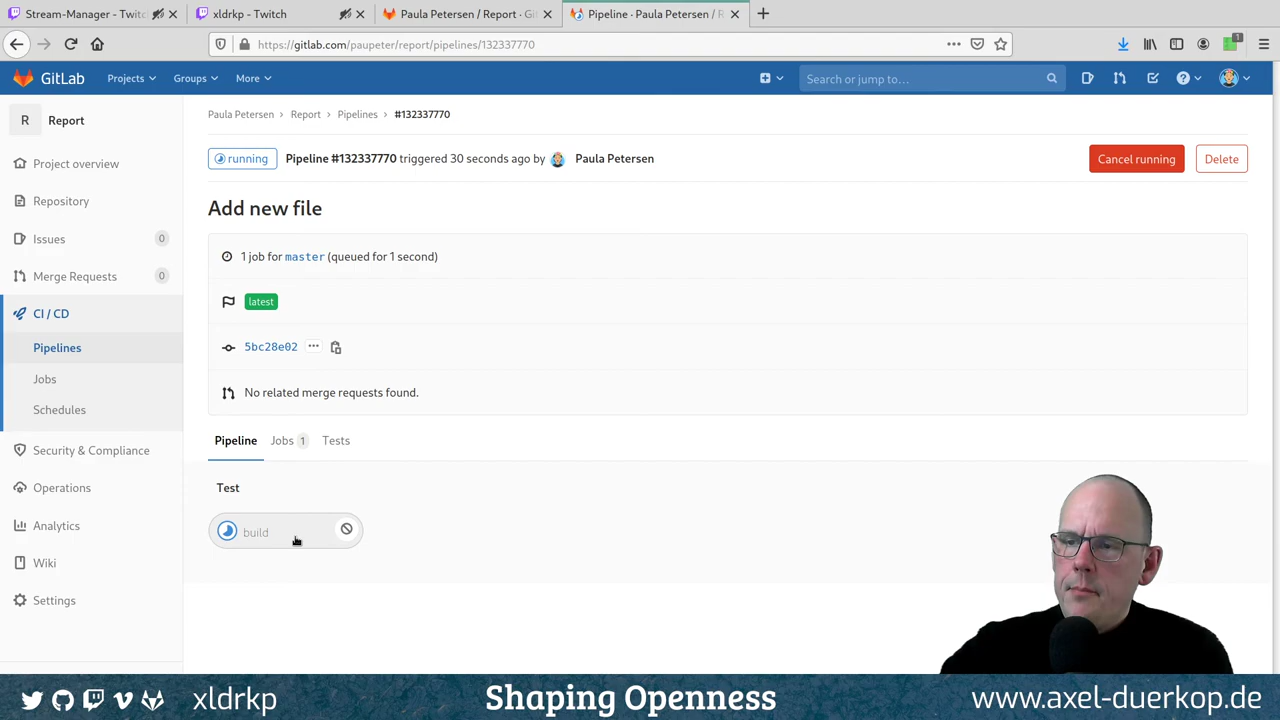 Stream-Manager - Twitch
xldrkp - Twitch
Paula Petersen / Report · Git
Pipeline · Paula Petersen / R
https://gitlab.com/paupeter/report/pipelines/132337770
1
GitLab
Projects
Groups
More
Search or jump to…
R
Report
Project overview
Repository
Issues
0
Merge Requests
0
CI / CD
Pipelines
Jobs
Schedules
Security & Compliance
Operations
Analytics
Wiki
Settings
Paula Petersen > Report > Pipelines > #132337770
running
Pipeline #132337770 triggered 30 seconds ago by Paula Petersen
Cancel running
Delete
Add new file
1 job for master (queued for 1 second)
latest
5bc28e02 ...
No related merge requests found.
Pipeline
Jobs 1
Tests
Test
build
xldrkp
Shaping Openness
www.axel-duerkop.de